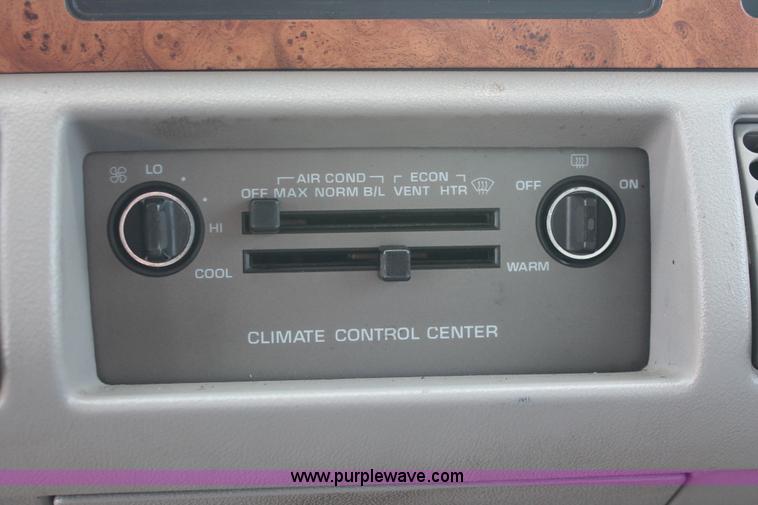 LO
AIR COND
ECON
OFF MAX NORM B/L VENT HTR
OFF
ON
HI
COOL
WARM
CLIMATE CONTROL CENTER
www.purplewave.com